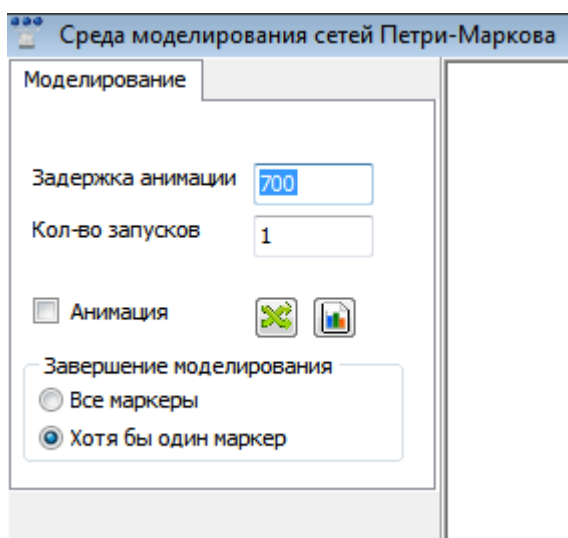 Среда моделирования сетей Петри-Маркова
Моделирование
Задержка анимации 700
Кол-во запусков 1
Анимация
Завершение моделирования
Все маркеры
Хотя бы один маркер